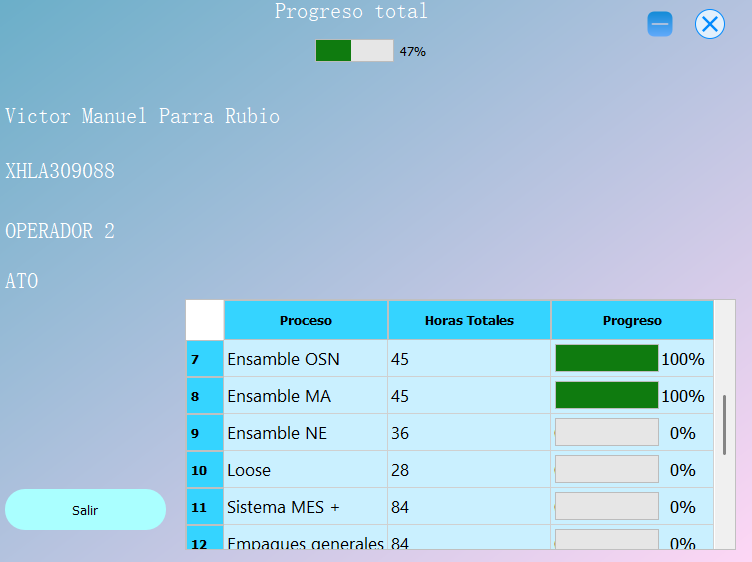 Progreso total
47%
Victor Manuel Parra Rubio
XHLA309088
OPERADOR 2
ATO
Proceso Horas Totales Progreso
7 Ensamble OSN 45 100%
8 Ensamble MA 45 100%
9 Ensamble NE 36 0%
10 Loose 28 0%
11 Sistema MES + 84 0%
12 Empaques generales 84 0%
Salir